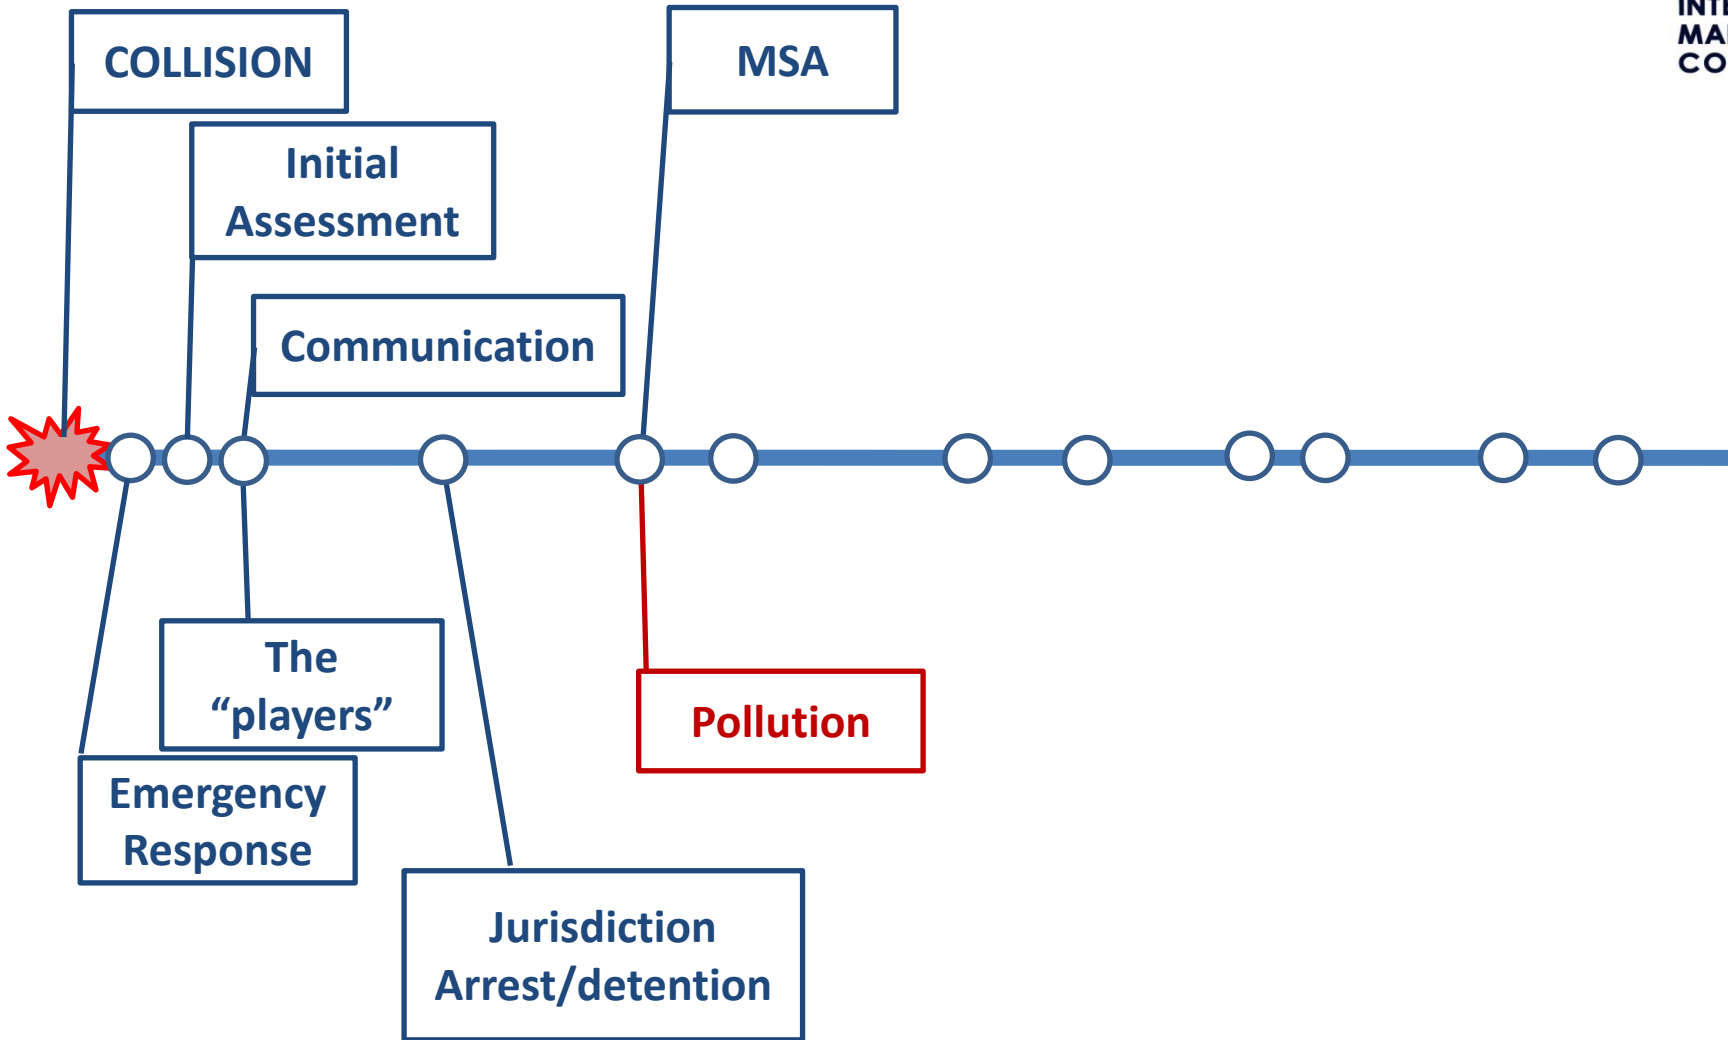 COLLISION
MSA
Initial
Assessment
Communication
The
“players”
Pollution
Emergency
Response
Jurisdiction
Arrest/detention